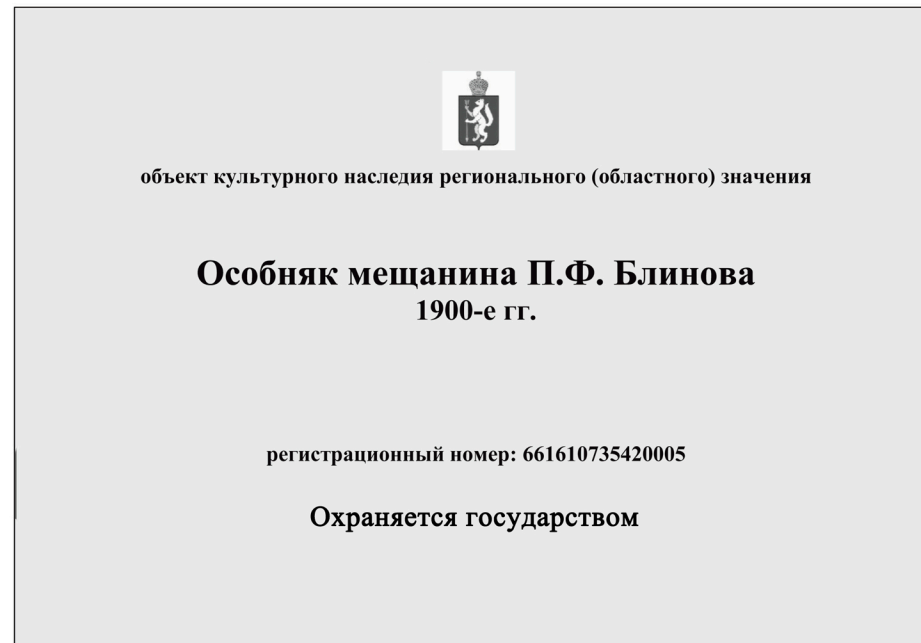 объект культурного наследия регионального (областного) значения
Особняк мещанина П.Ф. Блинова
1900-е гг.
регистрационный номер: 661610735420005
Охраняется государством